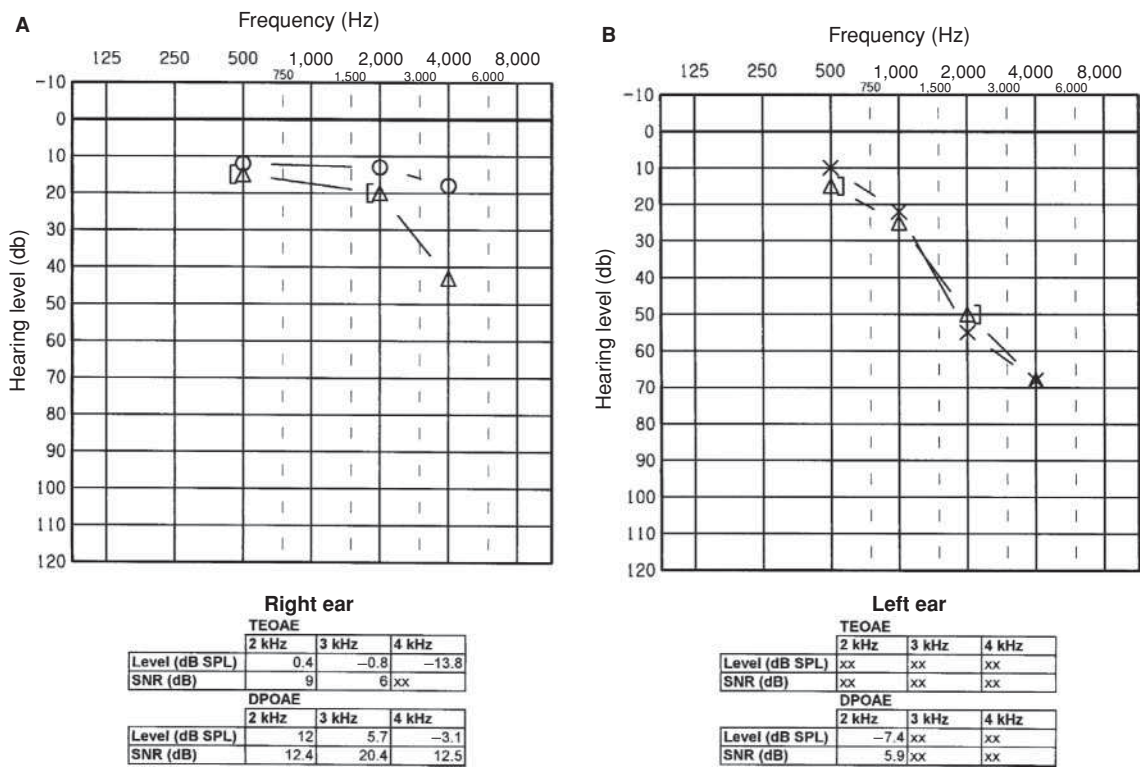 A
Frequency (Hz)
125 250 500 750 1,000 1,500 2,000 3,000 4,000 6,000 8,000
Hearing level (db)
−10
0
10
20
30
40
50
60
70
80
90
100
110
120
Right ear
TEOAE
2 kHz 3 kHz 4 kHz
Level (dB SPL) 0.4 −0.8 −13.8
SNR (dB) 9 6 xx
DPOAE
2 kHz 3 kHz 4 kHz
Level (dB SPL) 12 5.7 −3.1
SNR (dB) 12.4 20.4 12.5
B
Frequency (Hz)
125 250 500 750 1,000 1,500 2,000 3,000 4,000 6,000 8,000
Hearing level (db)
−10
0
10
20
30
40
50
60
70
80
90
100
110
120
Left ear
TEOAE
2 kHz 3 kHz 4 kHz
Level (dB SPL) xx xx xx
SNR (dB) xx xx xx
DPOAE
2 kHz 3 kHz 4 kHz
Level (dB SPL) −7.4 xx xx
SNR (dB) 5.9 xx xx